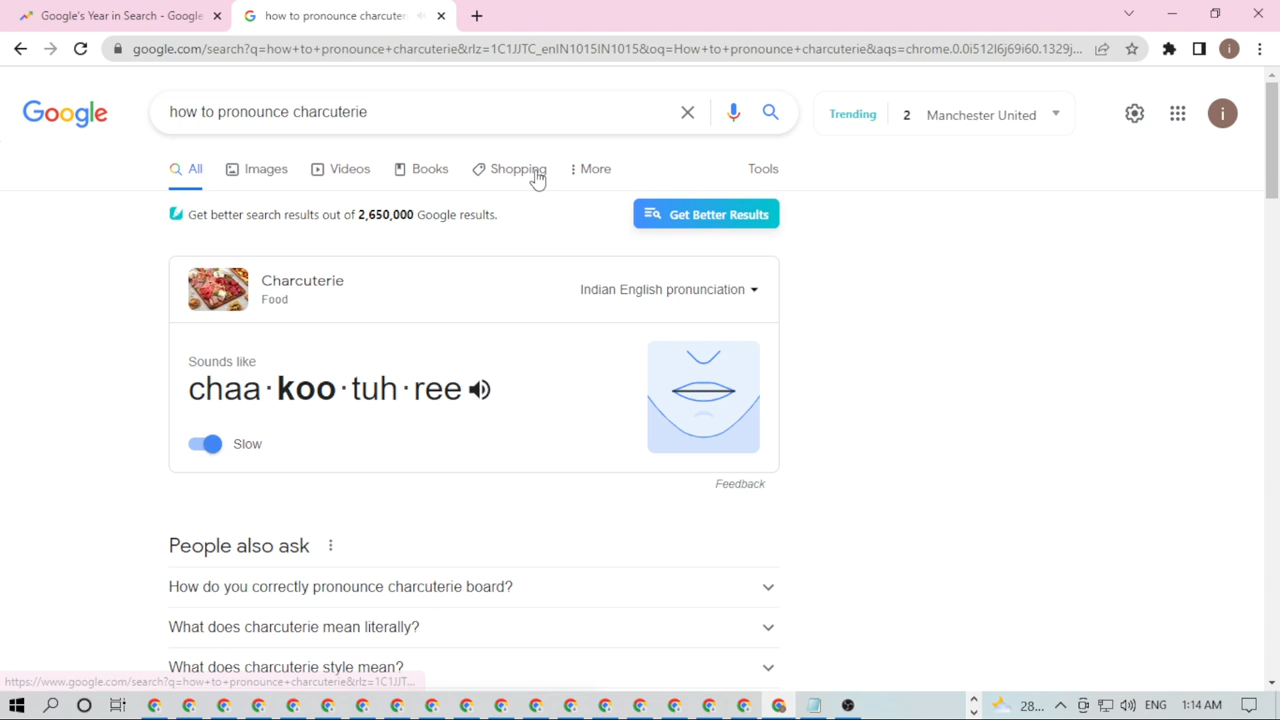 Google's Year in Search - Google
how to pronounce charcuter
google.com/search?q=how+to+pronounce+charcuterie&rlz=1C1JJTC_enIN1015IN1015&oq=How+to+pronounce+charcuterie&aqs=chrome.0.0i512l6j69i60.1329j...
i
Google
how to pronounce charcuterie
Trending 2 Manchester United
i
All Images Videos Books Shopping More Tools
Get better search results out of 2,650,000 Google results.
Get Better Results
Charcuterie
Food
Indian English pronunciation
Sounds like
chaa·koo·tuh·ree
Slow
Feedback
People also ask
How do you correctly pronounce charcuterie board?
What does charcuterie mean literally?
What does charcuterie style mean?
https://www.google.com/search?q=how+to+pronounce+charcuterie&rlz=1C1JJT...
28... ENG 1:14 AM